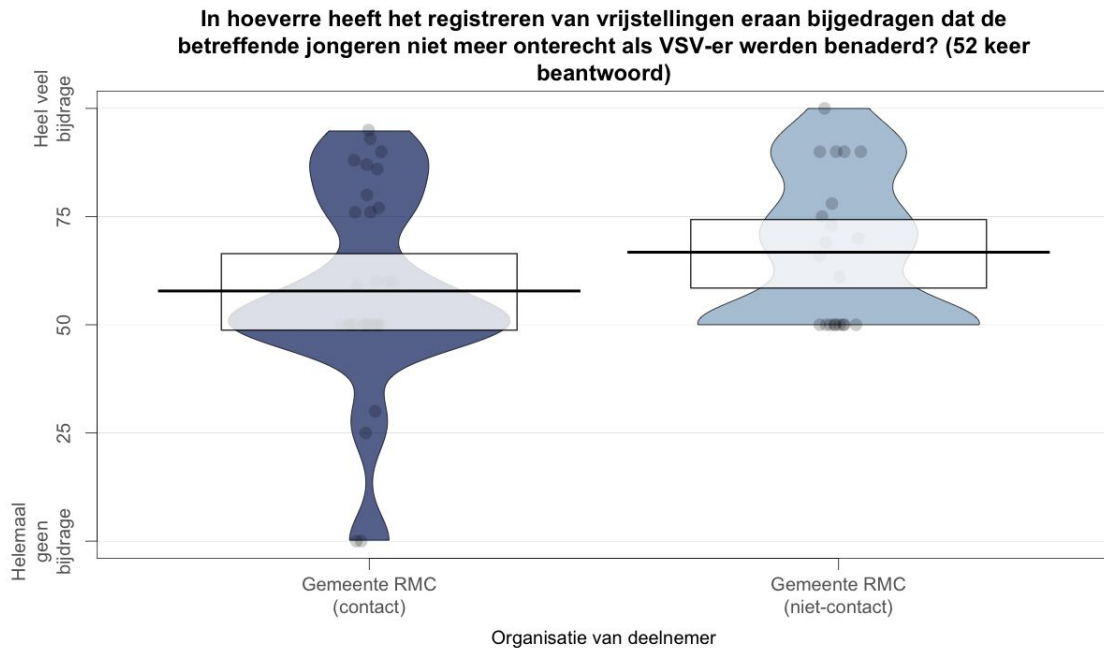 In hoeverre heeft het registreren van vrijstellingen eraan bijgedragen dat de
betreffende jongeren niet meer onterecht als VSV-er werden benaderd? (52 keer
beantwoord)
Heel veel
bijdrage
75
50
25
Helemaal
geen
bijdrage
Gemeente RMC
(contact)
Gemeente RMC
(niet-contact)
Organisatie van deelnemer